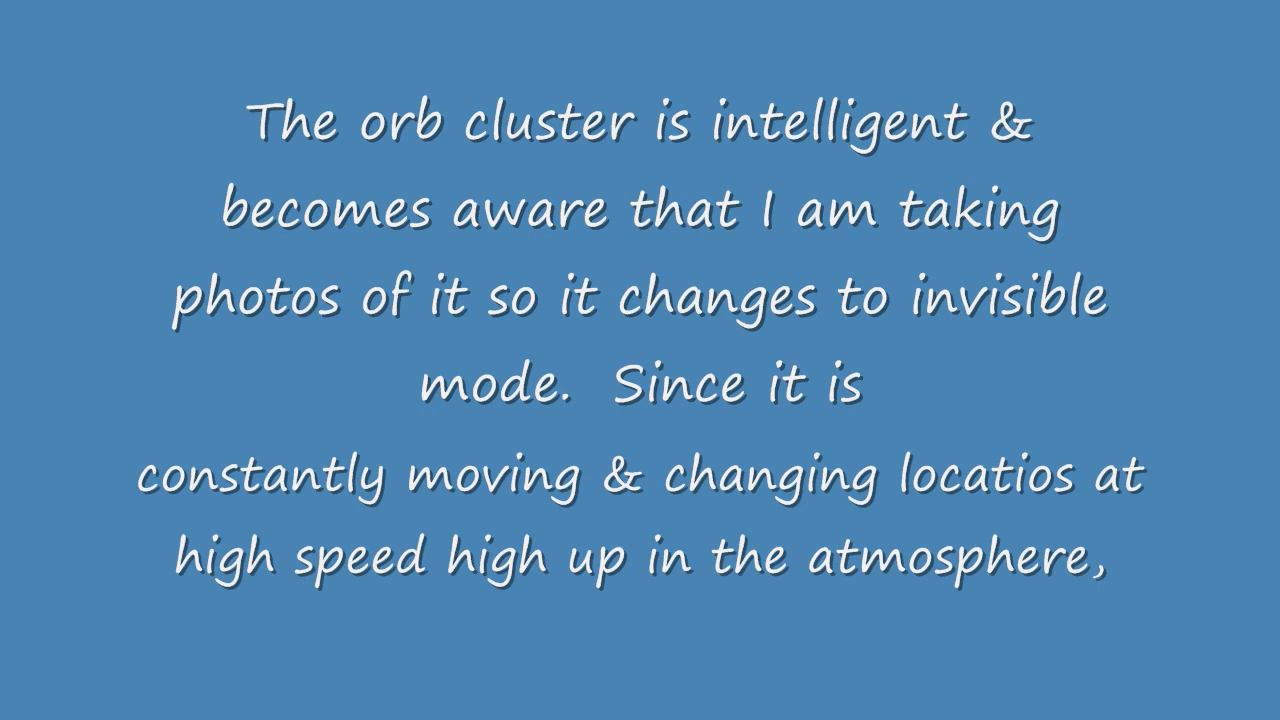 The orb cluster is intelligent &
becomes aware that I am taking
photos of it so it changes to invisible
mode.  Since it is
constantly moving & changing locatios at
high speed high up in the atmosphere,